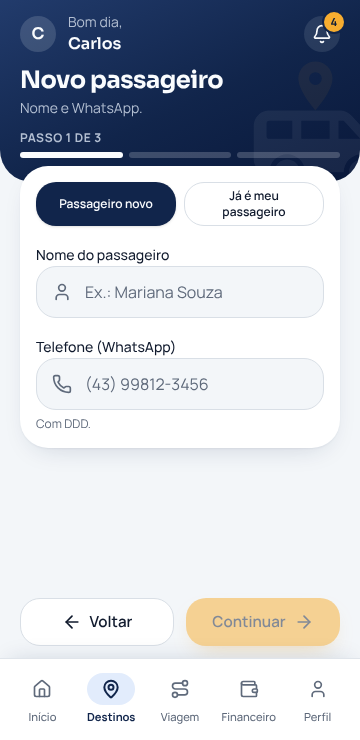 C
Bom dia,
Carlos
4
Novo passageiro
Nome e WhatsApp.
PASSO 1 DE 3
Passageiro novo
Já é meu
passageiro
Nome do passageiro
Ex.: Mariana Souza
Telefone (WhatsApp)
(43) 99812-3456
Com DDD.
Voltar
Continuar
Início
Destinos
Viagem
Financeiro
Perfil